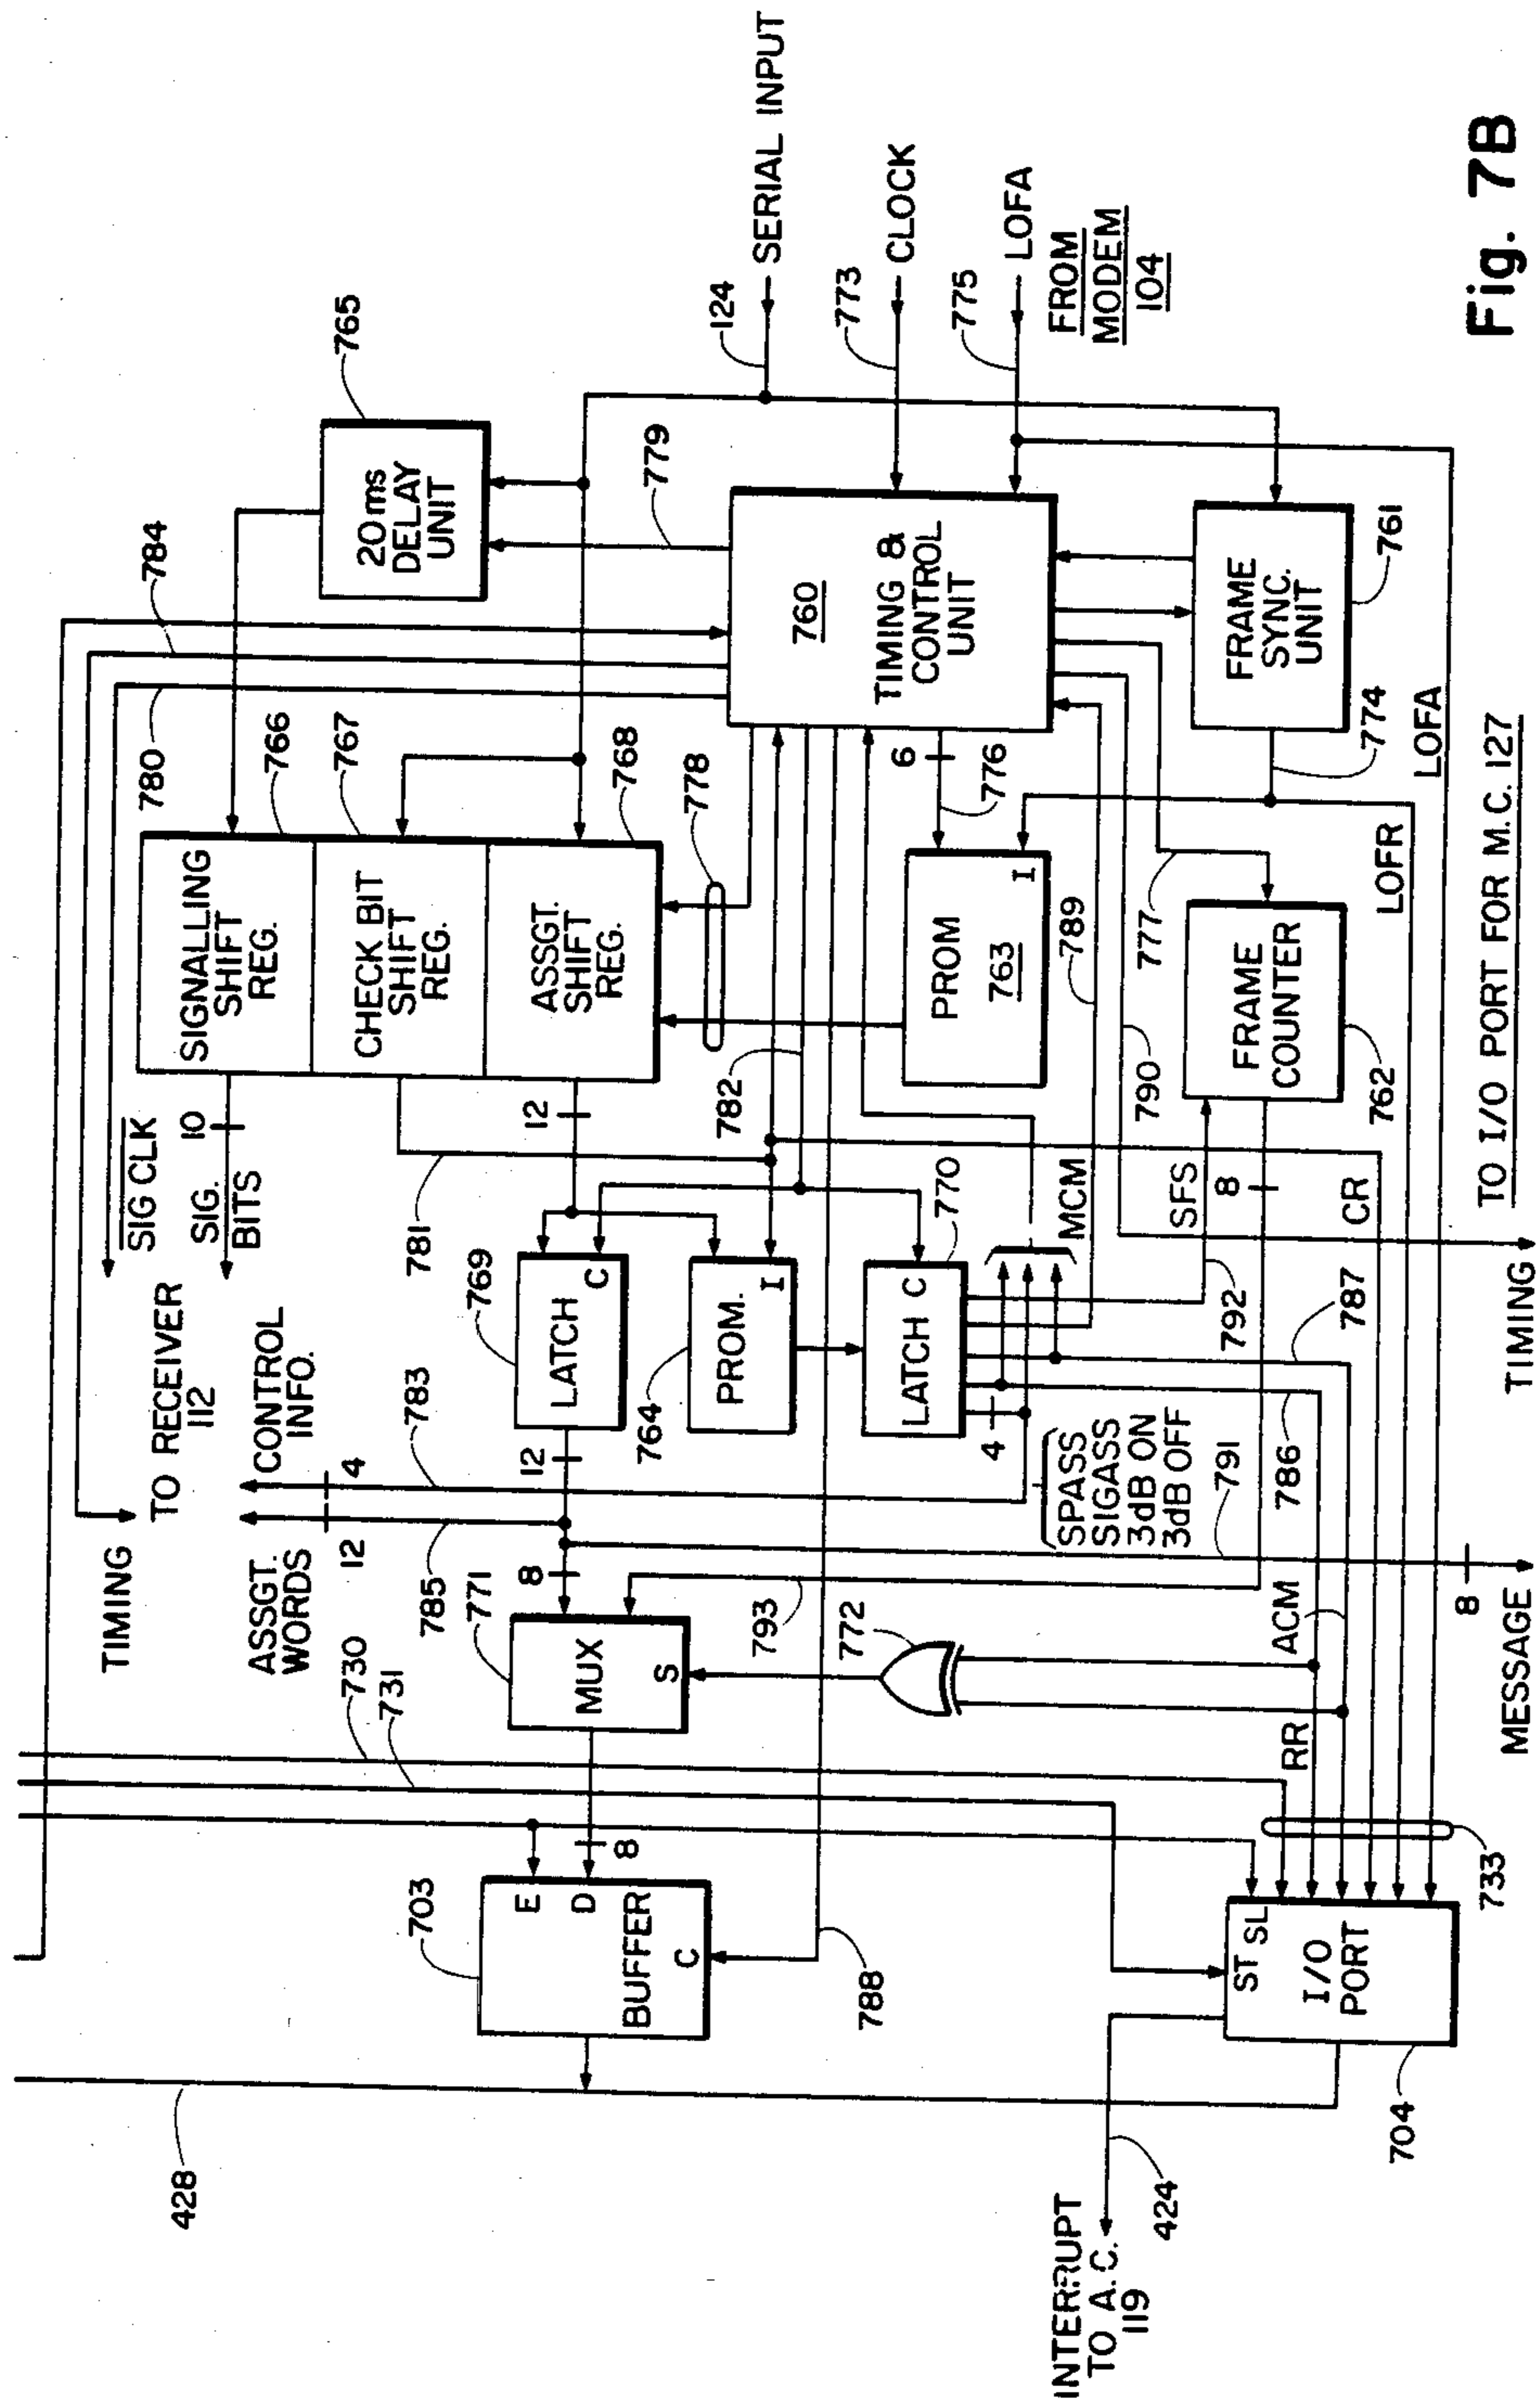 428
730
731
TIMING
TO RECEIVER
112
ASSGT.
WORDS
12
4
CONTROL
INFO.
SIG CLK
SIG.
BITS
10
780
784
765
20ms
DELAY
UNIT
SIGNALLING
SHIFT
REG.
766
CHECK BIT
SHIFT
REG.
767
ASSGT.
SHIFT
REG.
768
779
124
SERIAL INPUT
773
CLOCK
775
LOFA
FROM
MODEM
104
703
E
D
BUFFER
C
8
771
MUX
S
8
785
783
12
769
LATCH
C
781
12
782
778
764
PROM.
I
760
TIMING &
CONTROL
UNIT
6
776
PROM
763
I
788
793
772
4
LATCH C
770
SPASS
SIGASS
3dB ON
3dB OFF
MCM
789
790
777
791
786
787
792
SFS
8
FRAME
COUNTER
762
FRAME
SYNC.
UNIT
761
774
INTERRUPT
TO A.C.
119
424
ST
SL
I/O
PORT
704
733
RR
ACM
CR
LOFR
LOFA
8
MESSAGE
TIMING
TO I/O PORT FOR M.C. 127
Fig. 7B